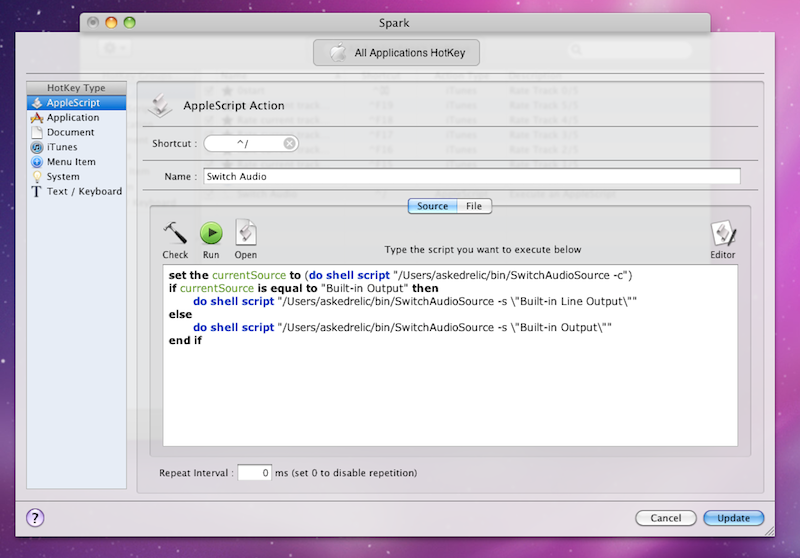 Spark
All Applications HotKey
HotKey Type
AppleScript
Application
Document
iTunes
Menu Item
System
Text / Keyboard
AppleScript Action
Shortcut :
^/
Name :
Switch Audio
Source
File
Check
Run
Open
Type the script you want to execute below
Editor
set the currentSource to (do shell script "/Users/askedrelic/bin/SwitchAudioSource -c")
if currentSource is equal to "Built-in Output" then
do shell script "/Users/askedrelic/bin/SwitchAudioSource -s \"Built-in Line Output\""
else
do shell script "/Users/askedrelic/bin/SwitchAudioSource -s \"Built-in Output\""
end if
Repeat Interval :
0
ms (set 0 to disable repetition)
?
Cancel
Update